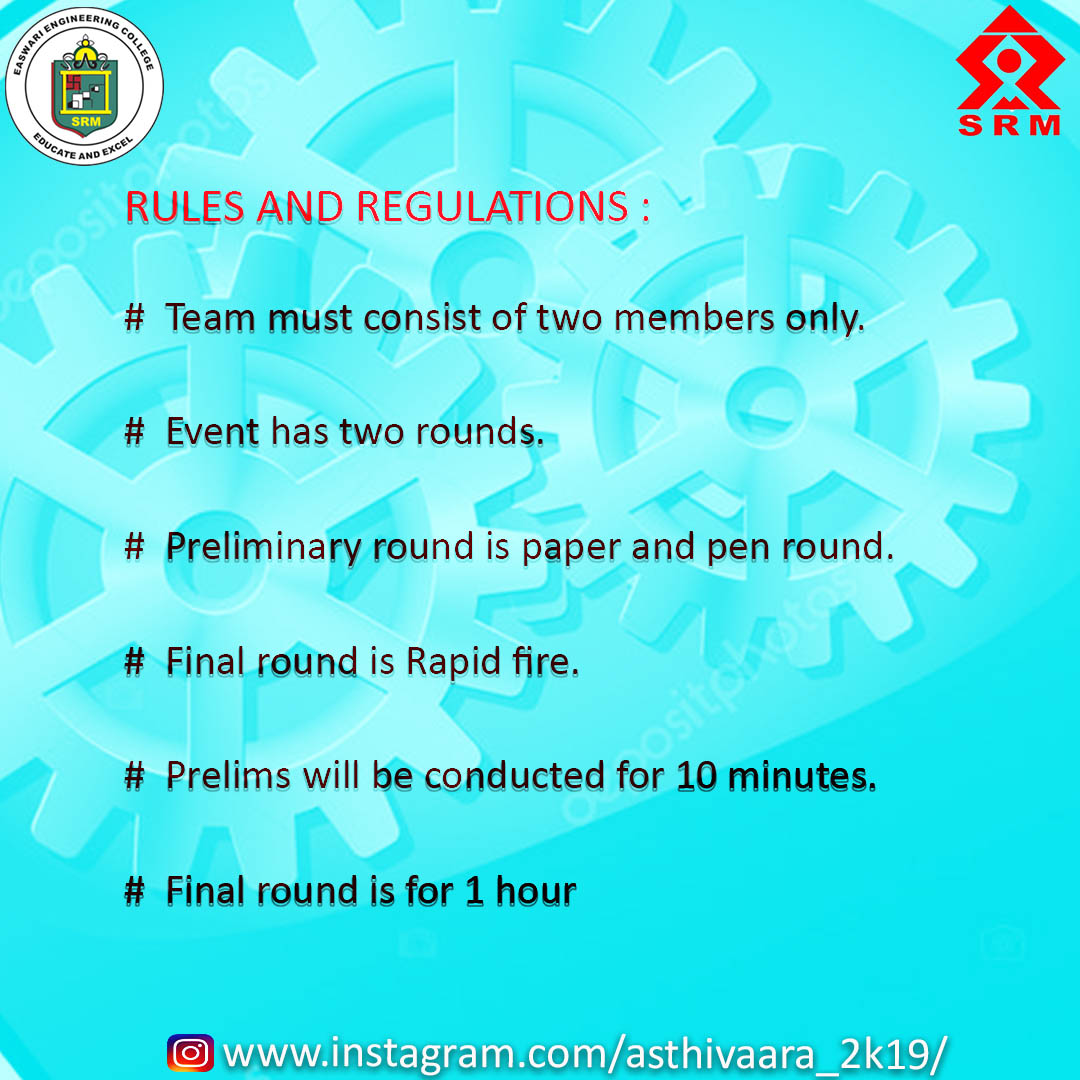 EASWARI ENGINEERING COLLEGE
SRM
EDUCATE AND EXCEL
SRM
RULES AND REGULATIONS :
# Team must consist of two members only.
# Event has two rounds.
# Preliminary round is paper and pen round.
# Final round is Rapid fire.
# Prelims will be conducted for 10 minutes.
# Final round is for 1 hour
depositphotos
depositphotos
www.instagram.com/asthivaara_2k19/